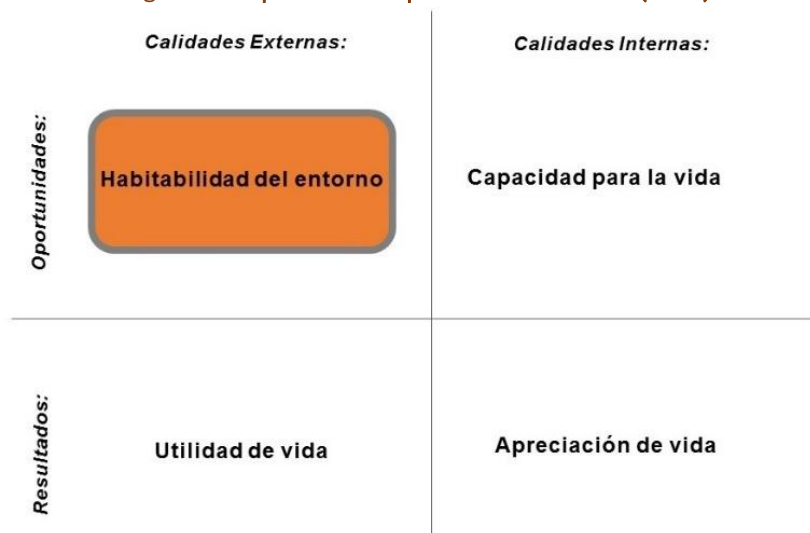 Calidades Externas:
Calidades Internas:
Oportunidades:
Habitabilidad del entorno
Capacidad para la vida
Resultados:
Utilidad de vida
Apreciación de vida